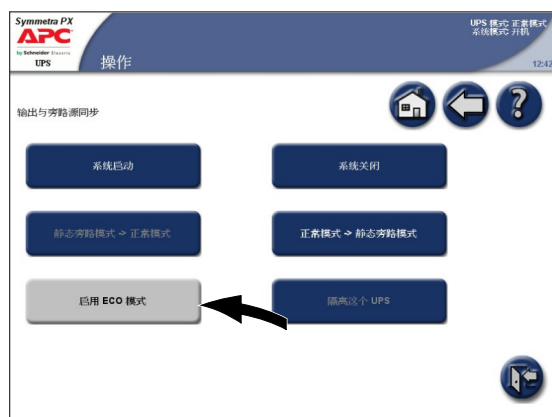 Symmetra PX
APC
by Schneider Electric
UPS
操作
UPS 模式 正常模式
系统模式 开机
12:42
输出与旁路源同步
系统启动
系统关闭
静态旁路模式 -> 正常模式
正常模式 -> 静态旁路模式
启用 ECO 模式
隔离这个 UPS